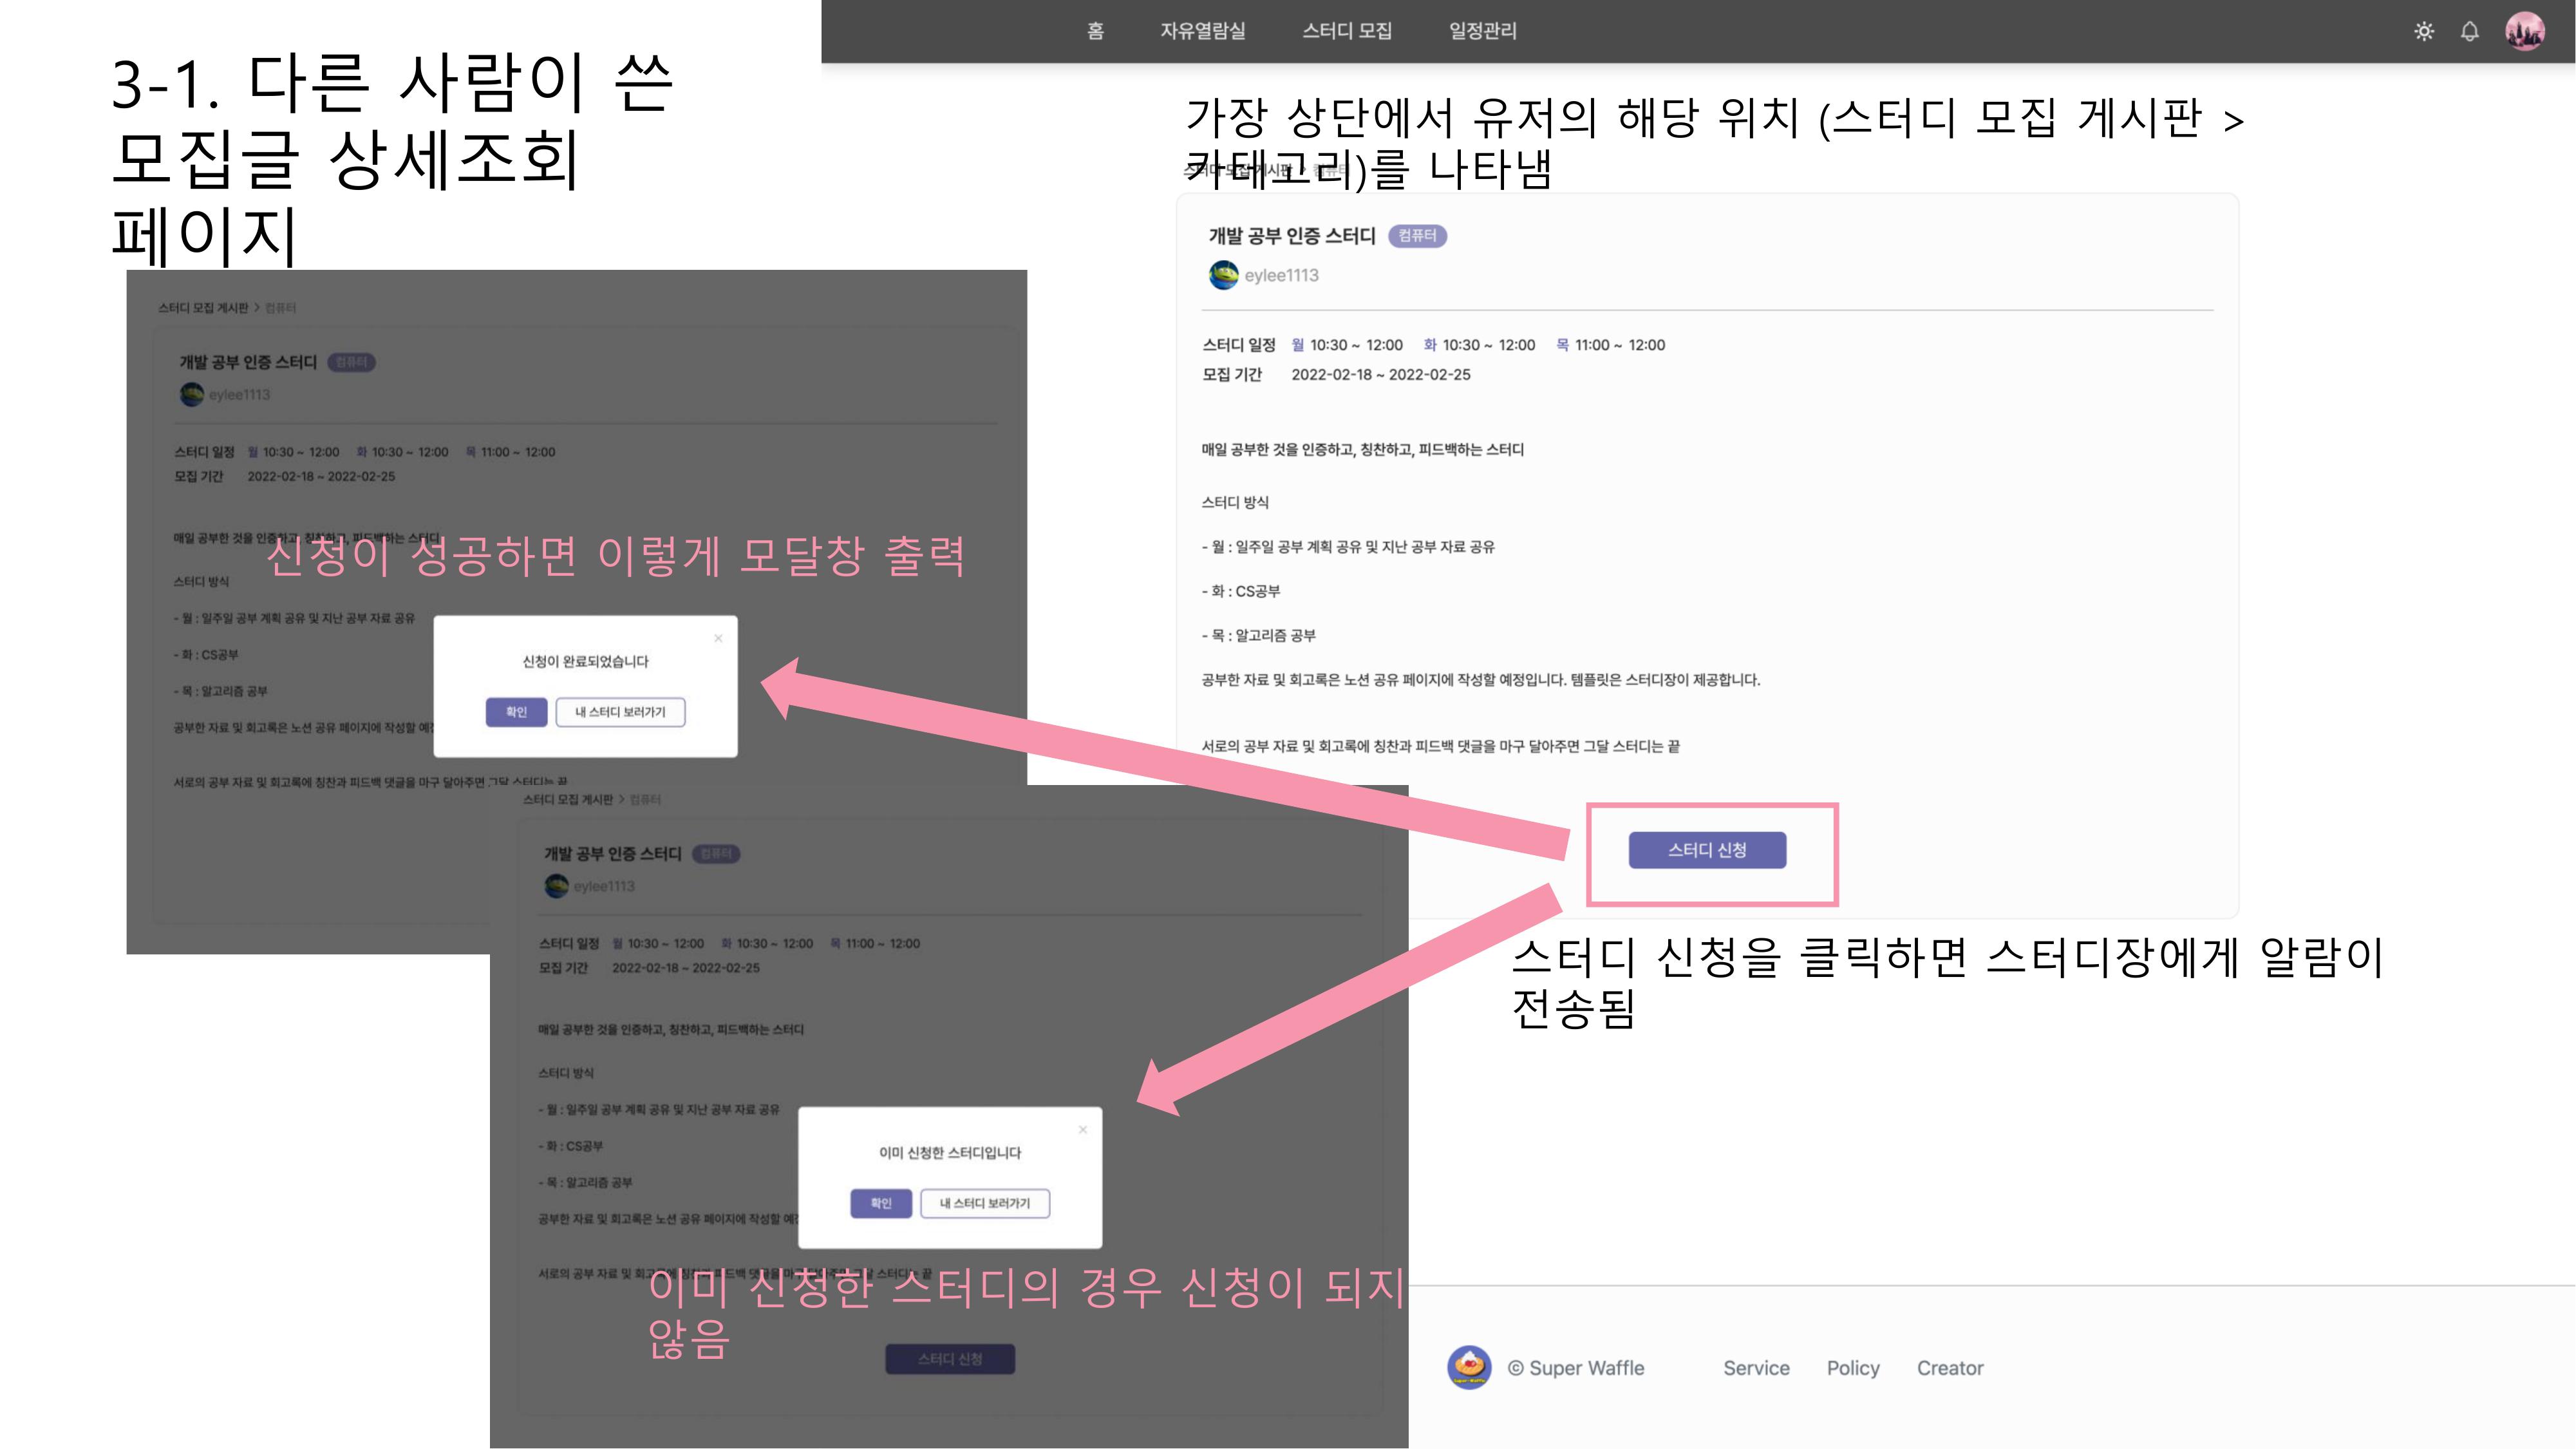 홈 자유열람실 스터디 모집 일정관리
3-1. 다른 사람이 쓴
모집글 상세조회
페이지
가장 상단에서 유저의 해당 위치 (스터디 모집 게시판 >
카테고리)를 나타냄
스터디 모집 게시판 > 컴퓨터
개발 공부 인증 스터디 컴퓨터
eylee1113
스터디 일정 월 10:30 ~ 12:00 화 10:30 ~ 12:00 목 11:00 ~ 12:00
모집 기간 2022-02-18 ~ 2022-02-25
매일 공부한 것을 인증하고, 칭찬하고, 피드백하는 스터디
스터디 방식
- 월 : 일주일 공부 계획 공유 및 지난 공부 자료 공유
- 화 : CS공부
- 목 : 알고리즘 공부
공부한 자료 및 회고록은 노션 공유 페이지에 작성할 예정입니다. 템플릿은 스터디장이 제공합니다.
서로의 공부 자료 및 회고록에 칭찬과 피드백 댓글을 마구 달아주면 그달 스터디는 끝
스터디 신청
스터디 신청을 클릭하면 스터디장에게 알람이
전송됨
스터디 모집 게시판 > 컴퓨터
개발 공부 인증 스터디 컴퓨터
eylee1113
스터디 일정 월 10:30 ~ 12:00 화 10:30 ~ 12:00 목 11:00 ~ 12:00
모집 기간 2022-02-18 ~ 2022-02-25
매일 공부한 것을 인증하고, 칭찬하고, 피드백하는 스터디
신청이 성공하면 이렇게 모달창 출력
스터디 방식
- 월 : 일주일 공부 계획 공유 및 지난 공부 자료 공유
- 화 : CS공부
- 목 : 알고리즘 공부
공부한 자료 및 회고록은 노션 공유 페이지에 작성할
서로의 공부 자료 및 회고록에 칭찬과 피드백 댓글을 마구 달아주면 그달 스터디는 끝
신청이 완료되었습니다
확인 내 스터디 보러가기
스터디 모집 게시판 > 컴퓨터
개발 공부 인증 스터디 컴퓨터
eylee1113
스터디 일정 월 10:30 ~ 12:00 화 10:30 ~ 12:00 목 11:00 ~ 12:00
모집 기간 2022-02-18 ~ 2022-02-25
매일 공부한 것을 인증하고, 칭찬하고, 피드백하는 스터디
스터디 방식
- 월 : 일주일 공부 계획 공유 및 지난 공부 자료 공유
- 화 : CS공부
- 목 : 알고리즘 공부
공부한 자료 및 회고록은 노션 공유 페이지에 작성할
이미 신청한 스터디입니다
확인 내 스터디 보러가기
서로의 공부 자료 및 회고록에 칭찬과 피드백 댓글을 마구 달아주면 그달 스터디는 끝
이미 신청한 스터디의 경우 신청이 되지
않음
스터디 신청
© Super Waffle Service Policy Creator